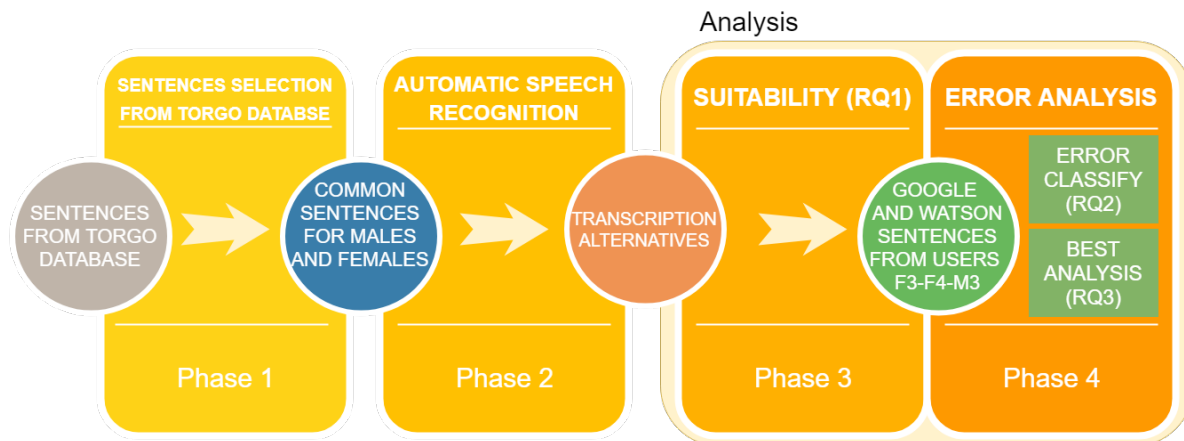 Analysis
SENTENCES SELECTION
FROM TORGO DATABSE
AUTOMATIC SPEECH
RECOGNITION
SUITABILITY (RQ1)
ERROR ANALYSIS
SENTENCES
FROM TORGO
DATABASE
COMMON
SENTENCES
FOR MALES
AND FEMALES
TRANSCRIPTION
ALTERNATIVES
GOOGLE
AND WATSON
SENTENCES
FROM USERS
F3-F4-M3
ERROR
CLASSIFY
(RQ2)
BEST
ANALYSIS
(RQ3)
Phase 1
Phase 2
Phase 3
Phase 4